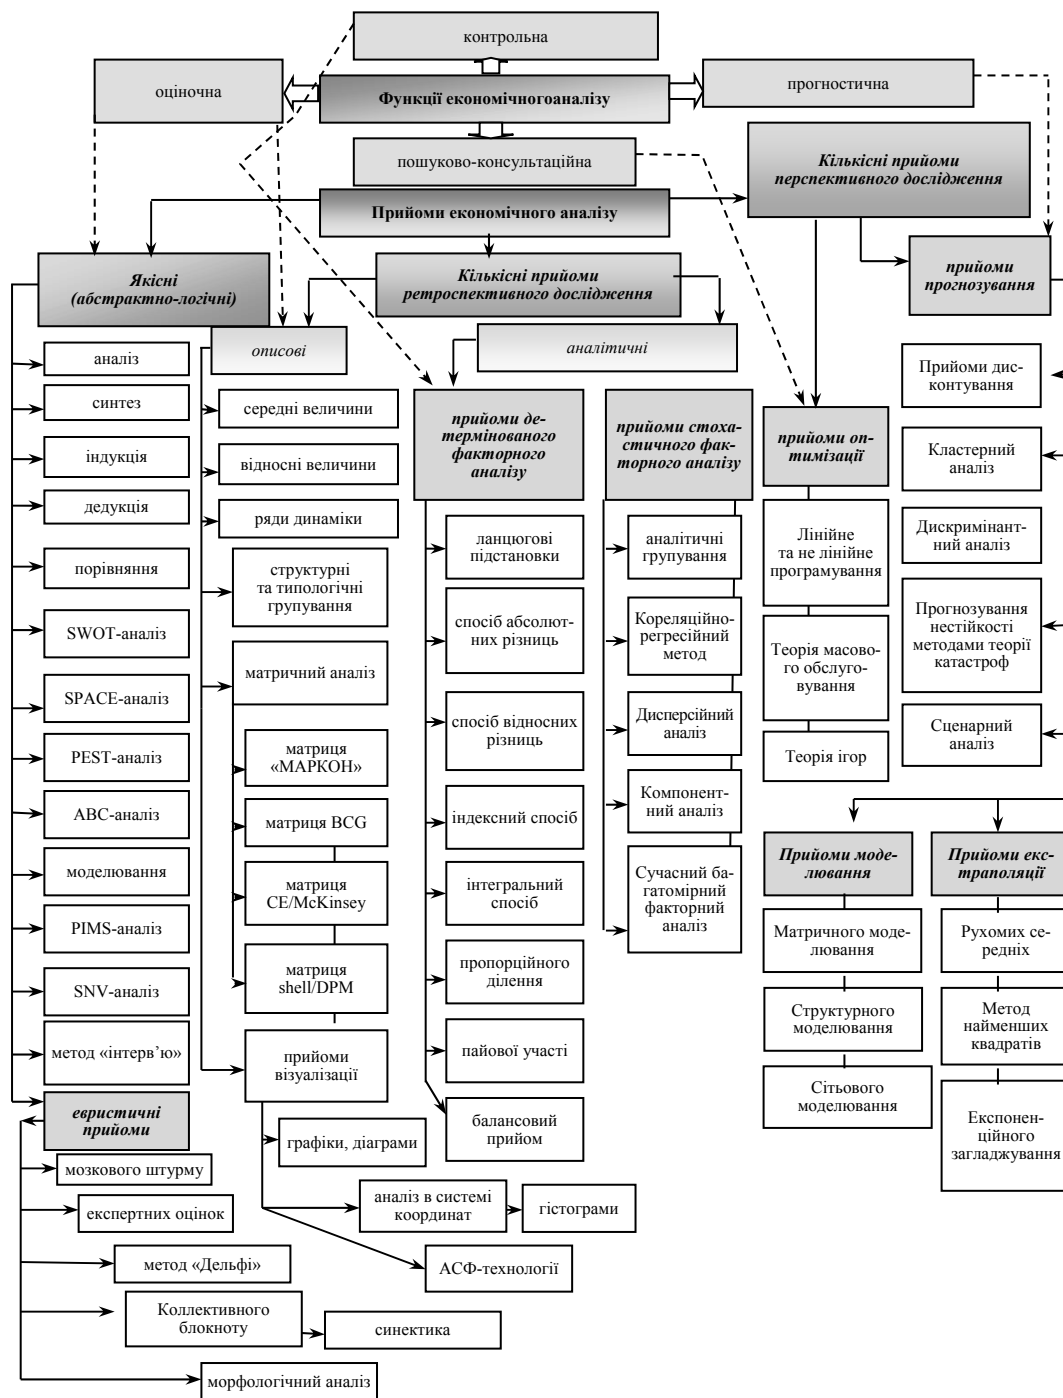 контрольна
оціночна
Функції економічногоаналізу
прогностична
пошуково-консультаційна
Кількісні прийоми
перспективного дослідження
Прийоми економічного аналізу
Якісні
(абстрактно-логічні)
Кількісні прийоми
ретроспективного дослідження
прийоми
прогнозування
описові
аналітичні
аналіз
синтез
індукція
дедукція
порівняння
SWOT-аналіз
SPACE-аналіз
PEST-аналіз
ABC-аналіз
моделювання
PIMS-аналіз
SNV-аналіз
метод «інтерв’ю»
евристичні
прийоми
мозкового штурму
експертних оцінок
метод «Дельфі»
Коллективного
блокноту
синектика
морфологічний аналіз
середні величини
відносні величини
ряди динаміки
структурні
та типологічні
групування
матричний аналіз
матриця
«МАРКОН»
матриця BCG
матриця
CE/McKinsey
матриця
shell/DPM
прийоми
візуалізації
графіки, діаграми
аналіз в системі
координат
гістограми
АСФ-технології
прийоми де-
термінованого
факторного
аналізу
ланцюгові
підстановки
спосіб абсолют-
них різниць
спосіб відносних
різниць
індексний спосіб
інтегральний
спосіб
пропорційного
ділення
пайової участі
балансовий
прийом
прийоми стоха-
стичного фак-
торного аналізу
аналітичні
групування
Кореляційно-
регресійний
метод
Дисперсійний
аналіз
Компонент-
ний аналіз
Сучасний ба-
гатомірний
факторний
аналіз
прийоми оп-
тимізації
Лінійне
та не лінійне
програмування
Теорія масов-
ого обслуго-
вування
Теорія ігор
Прийоми дис-
контування
Кластерний
аналіз
Дискримінант-
ний аналіз
Прогнозування
нестійкості
методами теорії
катастроф
Сценарний
аналіз
Прийоми моде-
лювання
Матричного моде-
лювання
Структурного
моделювання
Сітьового
моделювання
Прийоми екс-
траполяції
Рухомих се-
редніх
Метод
найменших
квадратів
Експонен-
ційного
загладжування